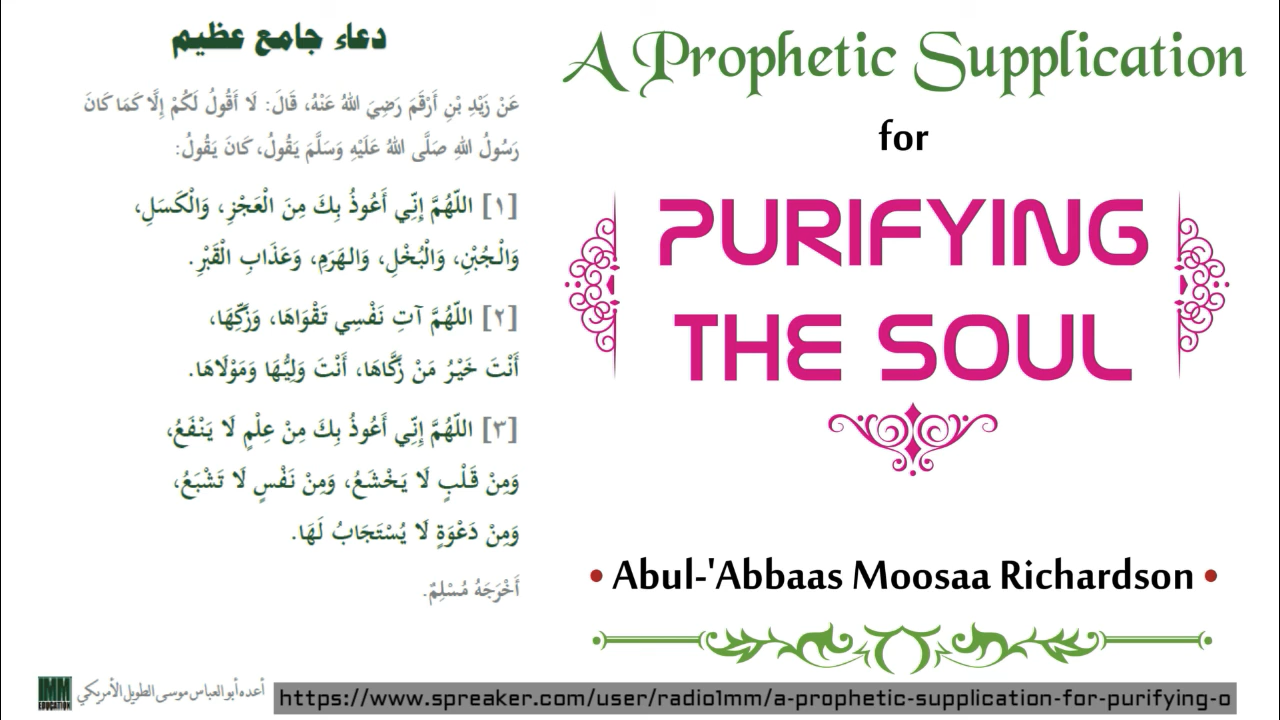 دعاء جامع عظيم
عَنْ زَيْدِ بْنِ أَرْقَمَ رَضِيَ اللهُ عَنْهُ، قَالَ: لَا أَقُولُ لَكُمْ إِلَّا كَمَا كَانَ
رَسُولُ اللهِ صَلَّى اللهُ عَلَيْهِ وَسَلَّمَ يَقُولُ، كَانَ يَقُولُ:
[١] اللَّهُمَّ إِنِّي أَعُوذُ بِكَ مِنَ الْعَجْزِ، وَالْكَسَلِ،
وَالْجُبْنِ، وَالْبُخْلِ، وَالْهَرَمِ، وَعَذَابِ الْقَبْرِ.
[٢] اللَّهُمَّ آتِ نَفْسِي تَقْوَاهَا، وَزَكِّهَا،
أَنْتَ خَيْرُ مَنْ زَكَّاهَا، أَنْتَ وَلِيُّهَا وَمَوْلَاهَا.
[٣] اللَّهُمَّ إِنِّي أَعُوذُ بِكَ مِنْ عِلْمٍ لَا يَنْفَعُ،
وَمِنْ قَلْبٍ لَا يَخْشَعُ، وَمِنْ نَفْسٍ لَا تَشْبَعُ،
وَمِنْ دَعْوَةٍ لَا يُسْتَجَابُ لَهَا.
أَخْرَجَهُ مُسْلِمٌ.
A Prophetic Supplication
for
PURIFYING
THE SOUL
• Abul-'Abbaas Moosaa Richardson •
1MM
EDUCATION
أعده أبو العباس موسى الطويل الأمريكي
https://www.spreaker.com/user/radio1mm/a-prophetic-supplication-for-purifying-o